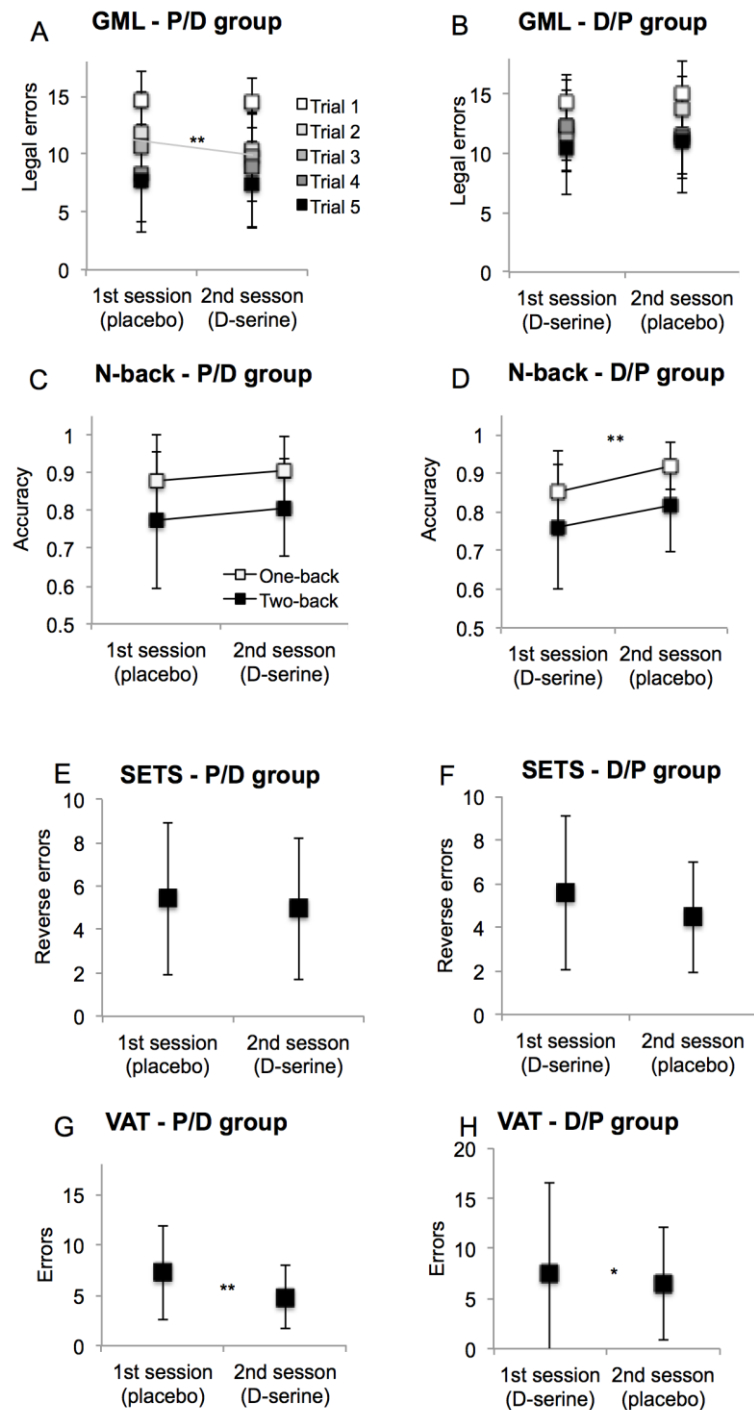 A
GML - P/D group
Legal errors
15
10
5
0
**
Trial 1
Trial 2
Trial 3
Trial 4
Trial 5
1st session
(placebo)
2nd sesson
(D-serine)
B
GML - D/P group
Legal errors
15
10
5
0
1st session
(D-serine)
2nd sesson
(placebo)
C
N-back - P/D group
Accuracy
1
0.9
0.8
0.7
0.6
0.5
One-back
Two-back
1st session
(placebo)
2nd sesson
(D-serine)
D
N-back - D/P group
Accuracy
1
0.9
0.8
0.7
0.6
0.5
**
1st session
(D-serine)
2nd sesson
(placebo)
E
SETS - P/D group
Reverse errors
10
8
6
4
2
0
1st session
(placebo)
2nd sesson
(D-serine)
F
SETS - D/P group
Reverse errors
10
8
6
4
2
0
1st session
(D-serine)
2nd sesson
(placebo)
G
VAT - P/D group
Errors
15
10
5
0
**
1st session
(placebo)
2nd sesson
(D-serine)
H
VAT - D/P group
Errors
20
15
10
5
0
*
1st session
(D-serine)
2nd sesson
(placebo)